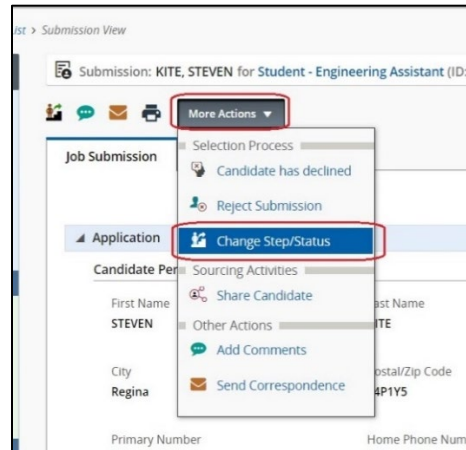 ist > Submission View
Submission: KITE, STEVEN for Student - Engineering Assistant (ID:
More Actions
Job Submission
Selection Process
Candidate has declined
Reject Submission
Application
Change Step/Status
Candidate Per
Sourcing Activities
Share Candidate
First Name
ast Name
STEVEN
ITE
Other Actions
Add Comments
City
ostal/Zip Code
Regina
4P1Y5
Send Correspondence
Primary Number
Home Phone Num